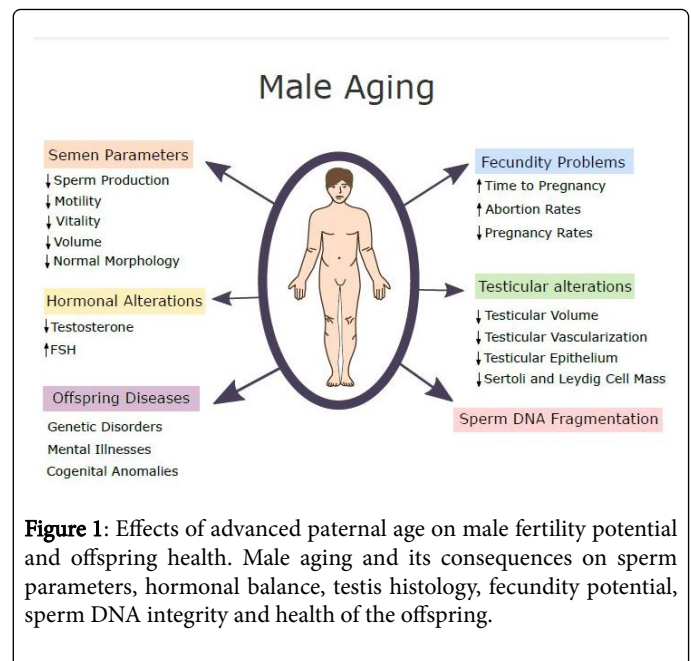 Male Aging
Semen Parameters
↓Sperm Production
↓Motility
↓Vitality
↓Volume
↓Normal Morphology
Hormonal Alterations
↓Testosterone
↑FSH
Offspring Diseases
Genetic Disorders
Mental Illnesses
Cogenital Anomalies
Fecundity Problems
↑Time to Pregnancy
↑Abortion Rates
↓Pregnancy Rates
Testicular alterations
↓Testicular Volume
↓Testicular Vascularization
↓Testicular Epithelium
↓Sertoli and Leydig Cell Mass
Sperm DNA Fragmentation
Figure 1: Effects of advanced paternal age on male fertility potential
and offspring health. Male aging and its consequences on sperm
parameters, hormonal balance, testis histology, fecundity potential,
sperm DNA integrity and health of the offspring.